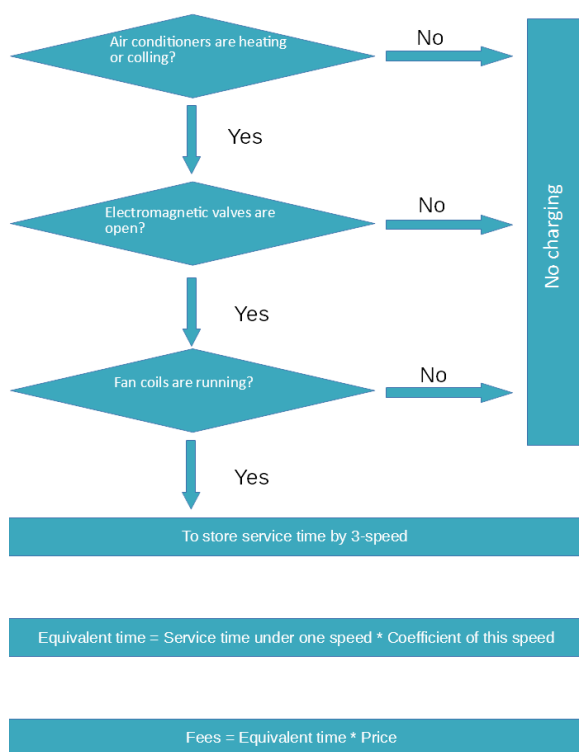 Air conditioners are heating
or colling?
No
Yes
Electromagnetic valves are
open?
No
No charging
Yes
Fan coils are running?
No
Yes
To store service time by 3-speed
Equivalent time = Service time under one speed * Coefficient of this speed
Fees = Equivalent time * Price